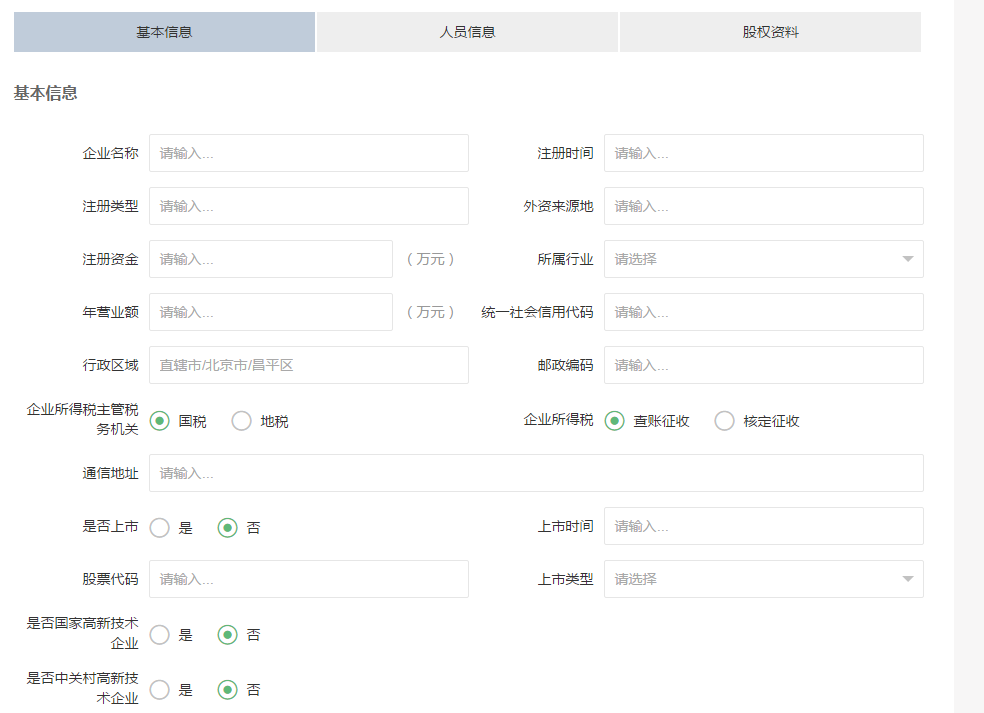 基本信息 人员信息 股权资料
基本信息
企业名称 请输入... 注册时间 请输入...
注册类型 请输入... 外资来源地 请输入...
注册资金 请输入... （万元） 所属行业 请选择
年营业额 请输入... （万元） 统一社会信用代码 请输入...
行政区域 直辖市/北京市/昌平区 邮政编码 请输入...
企业所得税主管税
务机关 国税 地税 企业所得税 查账征收 核定征收
通信地址 请输入...
是否上市 是 否 上市时间 请输入...
股票代码 请输入... 上市类型 请选择
是否国家高新技术
企业 是 否
是否中关村高新技
术企业 是 否